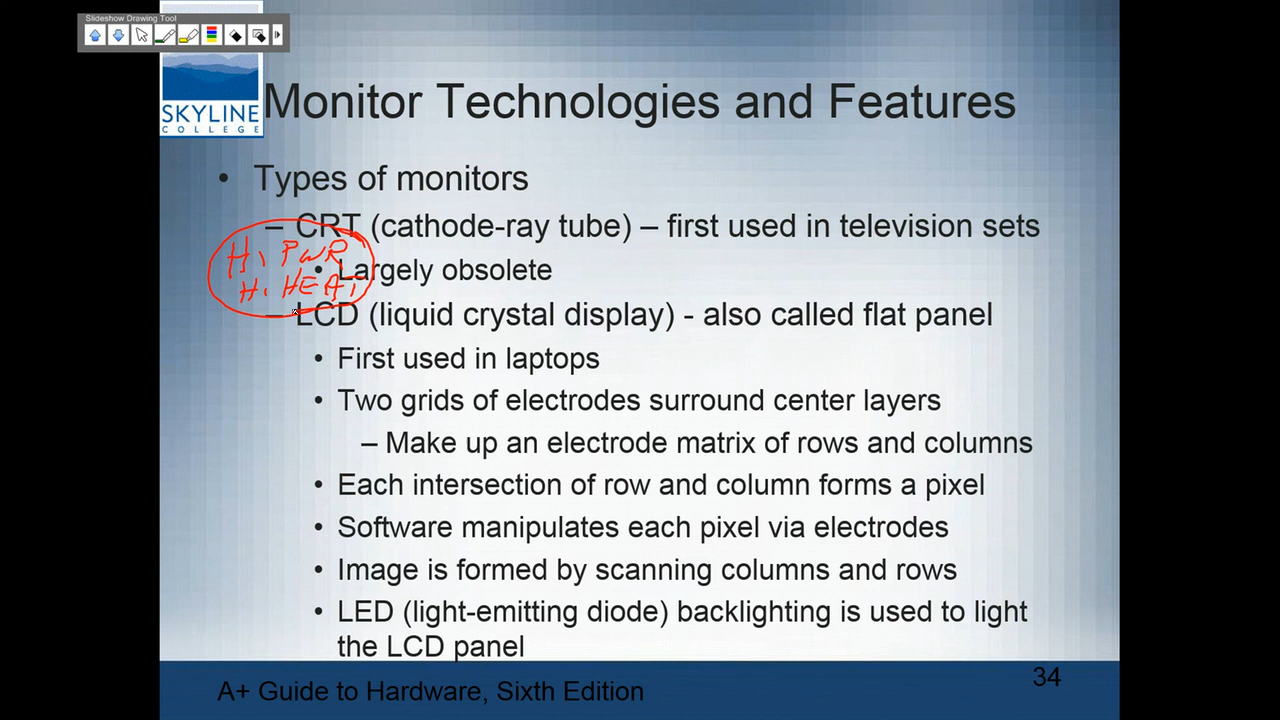 Slideshow Drawing Tool
SKYLINE
COLLEGE
Monitor Technologies and Features
• Types of monitors
– CRT (cathode-ray tube) – first used in television sets
Hi PWR
• Largely obsolete
Hi HEAT
– LCD (liquid crystal display) - also called flat panel
• First used in laptops
• Two grids of electrodes surround center layers
– Make up an electrode matrix of rows and columns
• Each intersection of row and column forms a pixel
• Software manipulates each pixel via electrodes
• Image is formed by scanning columns and rows
• LED (light-emitting diode) backlighting is used to light
the LCD panel
A+ Guide to Hardware, Sixth Edition
34